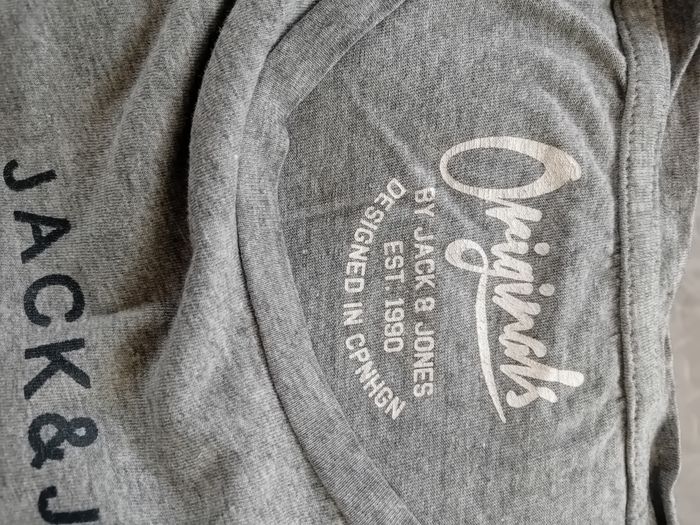 Originals
BY JACK & JONES
EST. 1990
DESIGNED IN CPNHGN
JACK & J